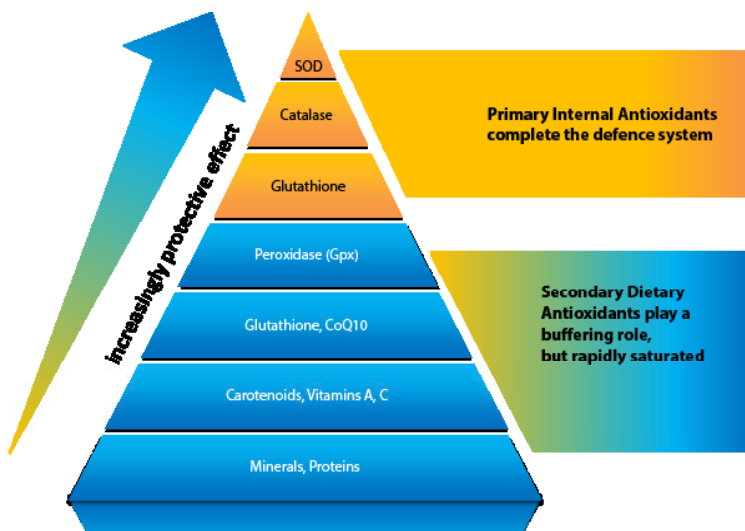 SOD
Catalase
Glutathione
Peroxidase (Gpx)
Glutathione, CoQ10
Carotenoids, Vitamins A, C
Minerals, Proteins
increasingly protective effect
Primary Internal Antioxidants
complete the defence system
Secondary Dietary
Antioxidants play a
buffering role,
but rapidly saturated